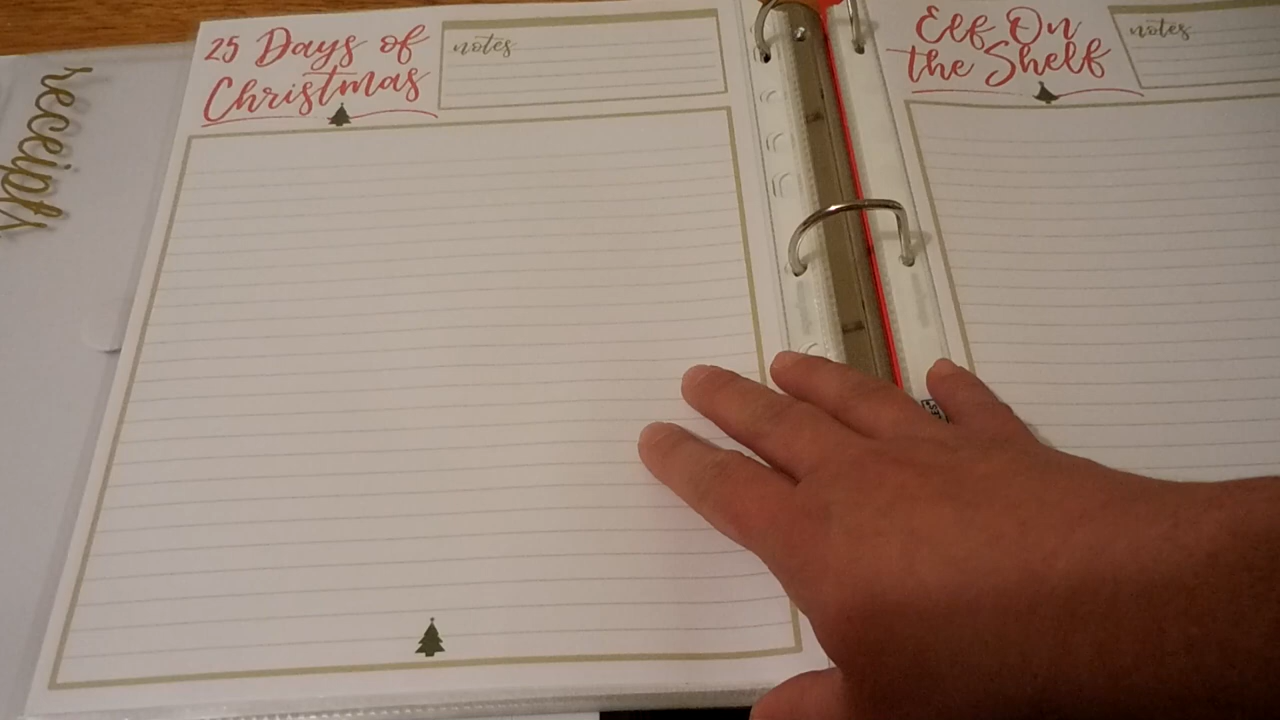 receipts
25 Days of
Christmas
notes
Elf On
the Shelf
notes